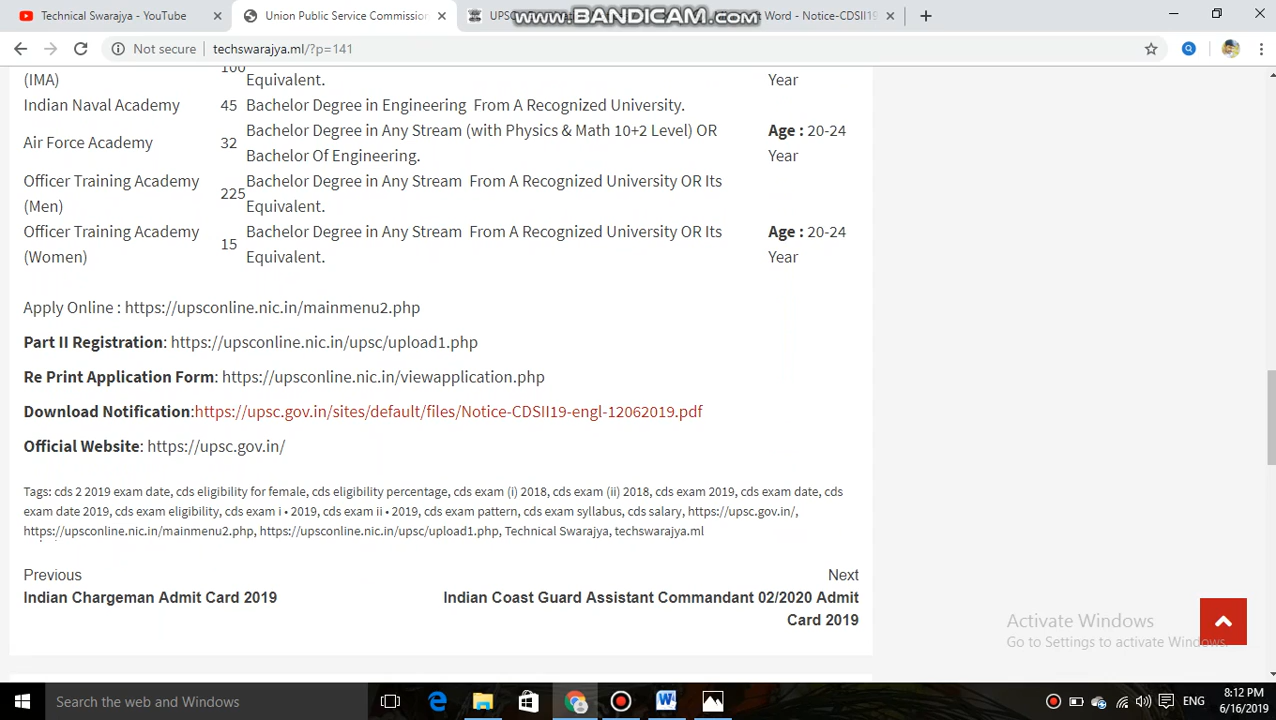 Technical Swarajya - YouTube
Union Public Service Commission
UPSC
www.BANDICAM.com
t Word - Notice-CDSII19
Not secure
techswarajya.ml/?p=141
(IMA)
100
Equivalent.
Year
Indian Naval Academy 45 Bachelor Degree in Engineering From A Recognized University.
Air Force Academy 32 Bachelor Degree in Any Stream (with Physics & Math 10+2 Level) OR
Bachelor Of Engineering.
Age : 20-24
Year
Officer Training Academy
(Men)
225
Bachelor Degree in Any Stream From A Recognized University OR Its
Equivalent.
Officer Training Academy
(Women)
15
Bachelor Degree in Any Stream From A Recognized University OR Its
Equivalent.
Age : 20-24
Year
Apply Online : https://upsconline.nic.in/mainmenu2.php
Part II Registration: https://upsconline.nic.in/upsc/upload1.php
Re Print Application Form: https://upsconline.nic.in/viewapplication.php
Download Notification:https://upsc.gov.in/sites/default/files/Notice-CDSII19-engl-12062019.pdf
Official Website: https://upsc.gov.in/
Tags: cds 2 2019 exam date, cds eligibility for female, cds eligibility percentage, cds exam (i) 2018, cds exam (ii) 2018, cds exam 2019, cds exam date, cds
exam date 2019, cds exam eligibility, cds exam i • 2019, cds exam ii • 2019, cds exam pattern, cds exam syllabus, cds salary, https://upsc.gov.in/,
https://upsconline.nic.in/mainmenu2.php, https://upsconline.nic.in/upsc/upload1.php, Technical Swarajya, techswarajya.ml
Previous
Indian Chargeman Admit Card 2019
Next
Indian Coast Guard Assistant Commandant 02/2020 Admit
Card 2019
Activate Windows
Go to Settings to activate Windows.
Search the web and Windows
ENG
8:12 PM
6/16/2019